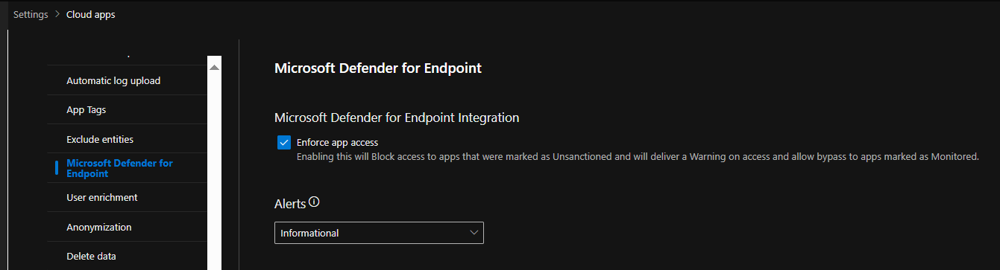 Settings > Cloud apps
Automatic log upload
App Tags
Exclude entities
Microsoft Defender for
Endpoint
User enrichment
Anonymization
Delete data
Microsoft Defender for Endpoint
Microsoft Defender for Endpoint Integration
Enforce app access
Enabling this will Block access to apps that were marked as Unsanctioned and will deliver a Warning on access and allow bypass to apps marked as Monitored.
Alerts
Informational